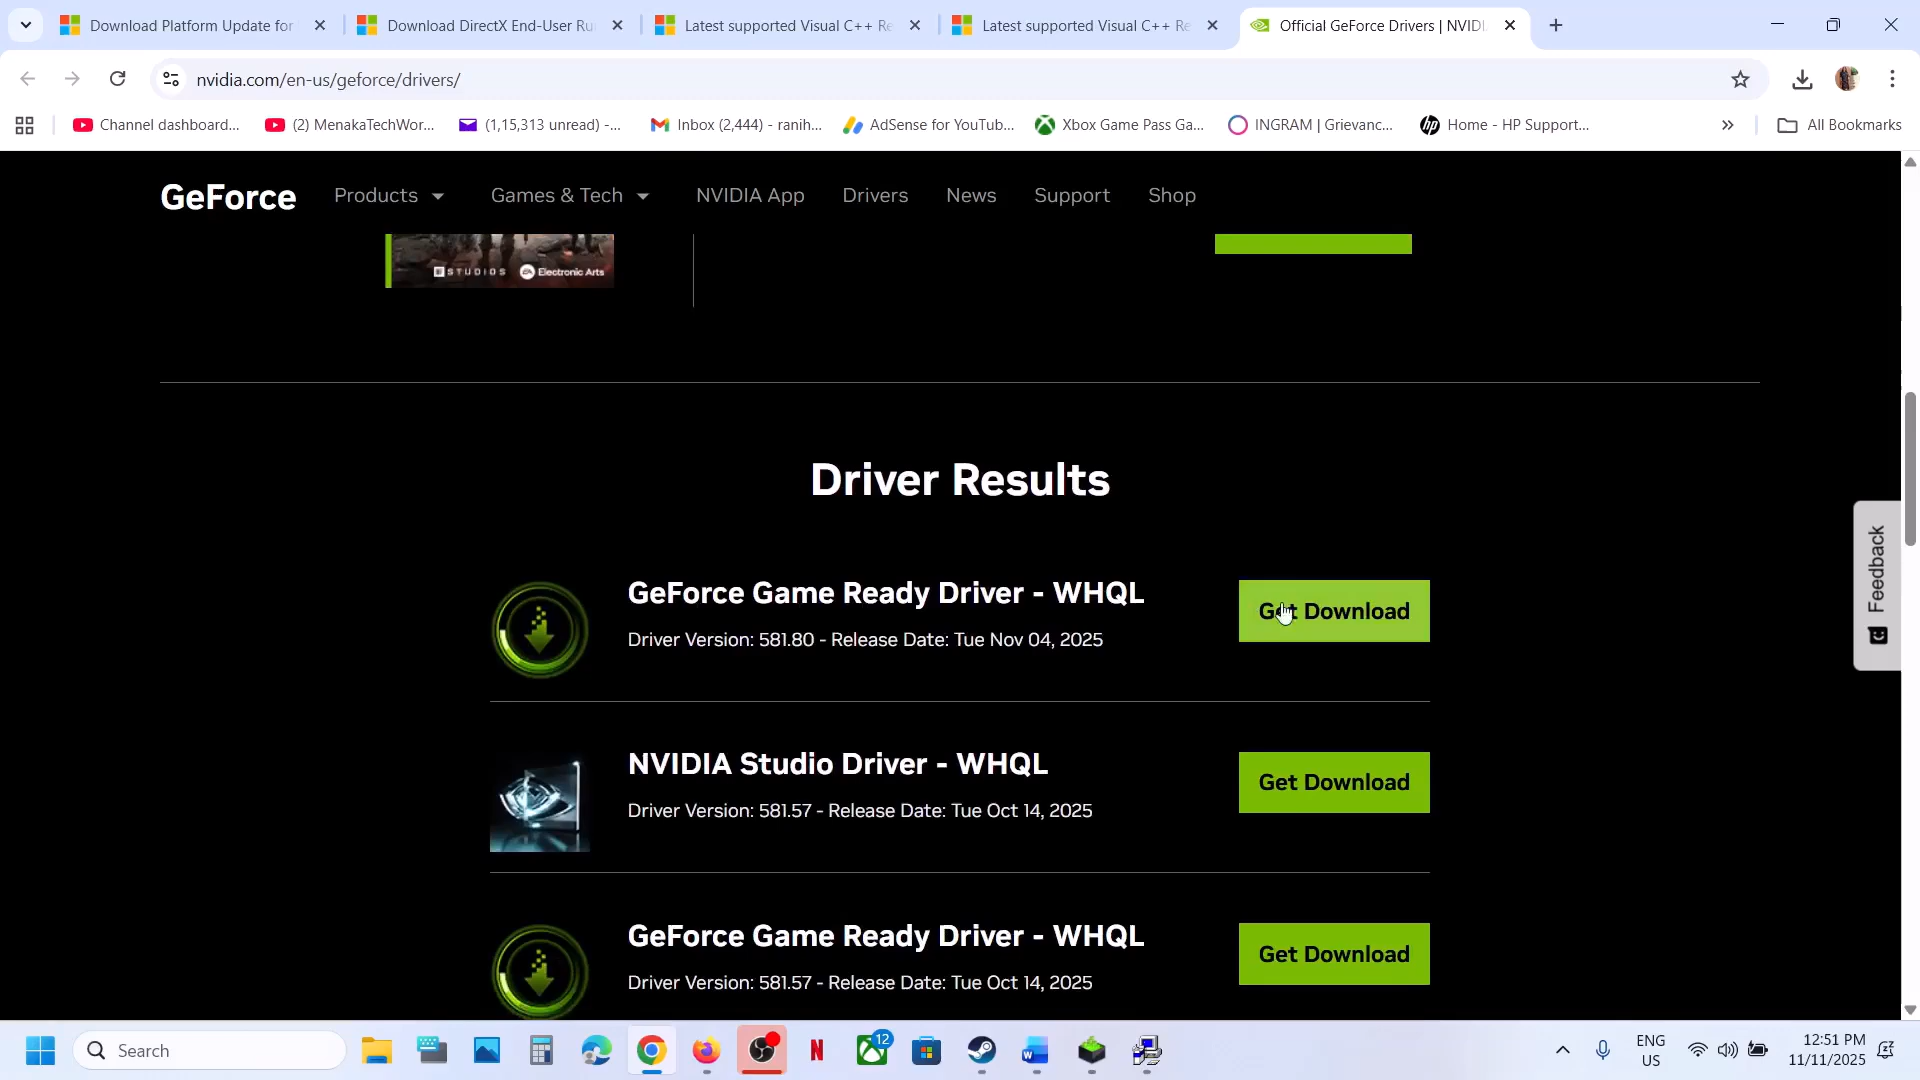 Download Platform Update for
Download DirectX End-User Ru
Latest supported Visual C++ Re
Latest supported Visual C++ Re
Official GeForce Drivers | NVIDI
nvidia.com/en-us/geforce/drivers/
Channel dashboard...
(2) MenakaTechWor...
(1,15,313 unread) -...
Inbox (2,444) - ranih...
AdSense for YouTub...
Xbox Game Pass Ga...
INGRAM | Grievanc...
Home - HP Support...
All Bookmarks
GeForce
Products
Games & Tech
NVIDIA App
Drivers
News
Support
Shop
STUDIOS
Electronic Arts
Driver Results
GeForce Game Ready Driver - WHQL
Driver Version: 581.80 - Release Date: Tue Nov 04, 2025
Get Download
NVIDIA Studio Driver - WHQL
Driver Version: 581.57 - Release Date: Tue Oct 14, 2025
Get Download
GeForce Game Ready Driver - WHQL
Driver Version: 581.57 - Release Date: Tue Oct 14, 2025
Get Download
Feedback
Search
12
ENG
US
12:51 PM
11/11/2025